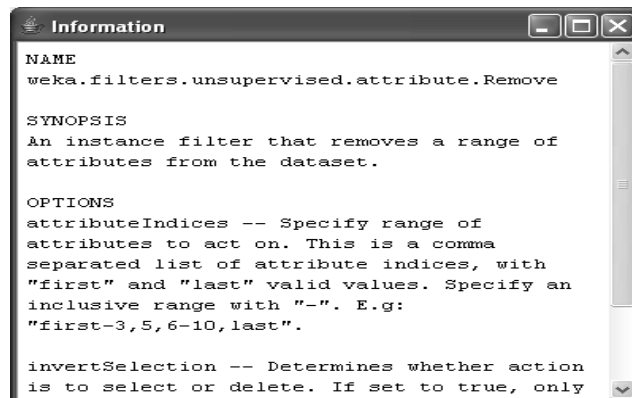 Information
NAME
weka.filters.unsupervised.attribute.Remove
SYNOPSIS
An instance filter that removes a range of
attributes from the dataset.
OPTIONS
attributeIndices -- Specify range of
attributes to act on. This is a comma
separated list of attribute indices, with
"first" and "last" valid values. Specify an
inclusive range with "-". E.g:
"first-3,5,6-10,last".
invertSelection -- Determines whether action
is to select or delete. If set to true, only